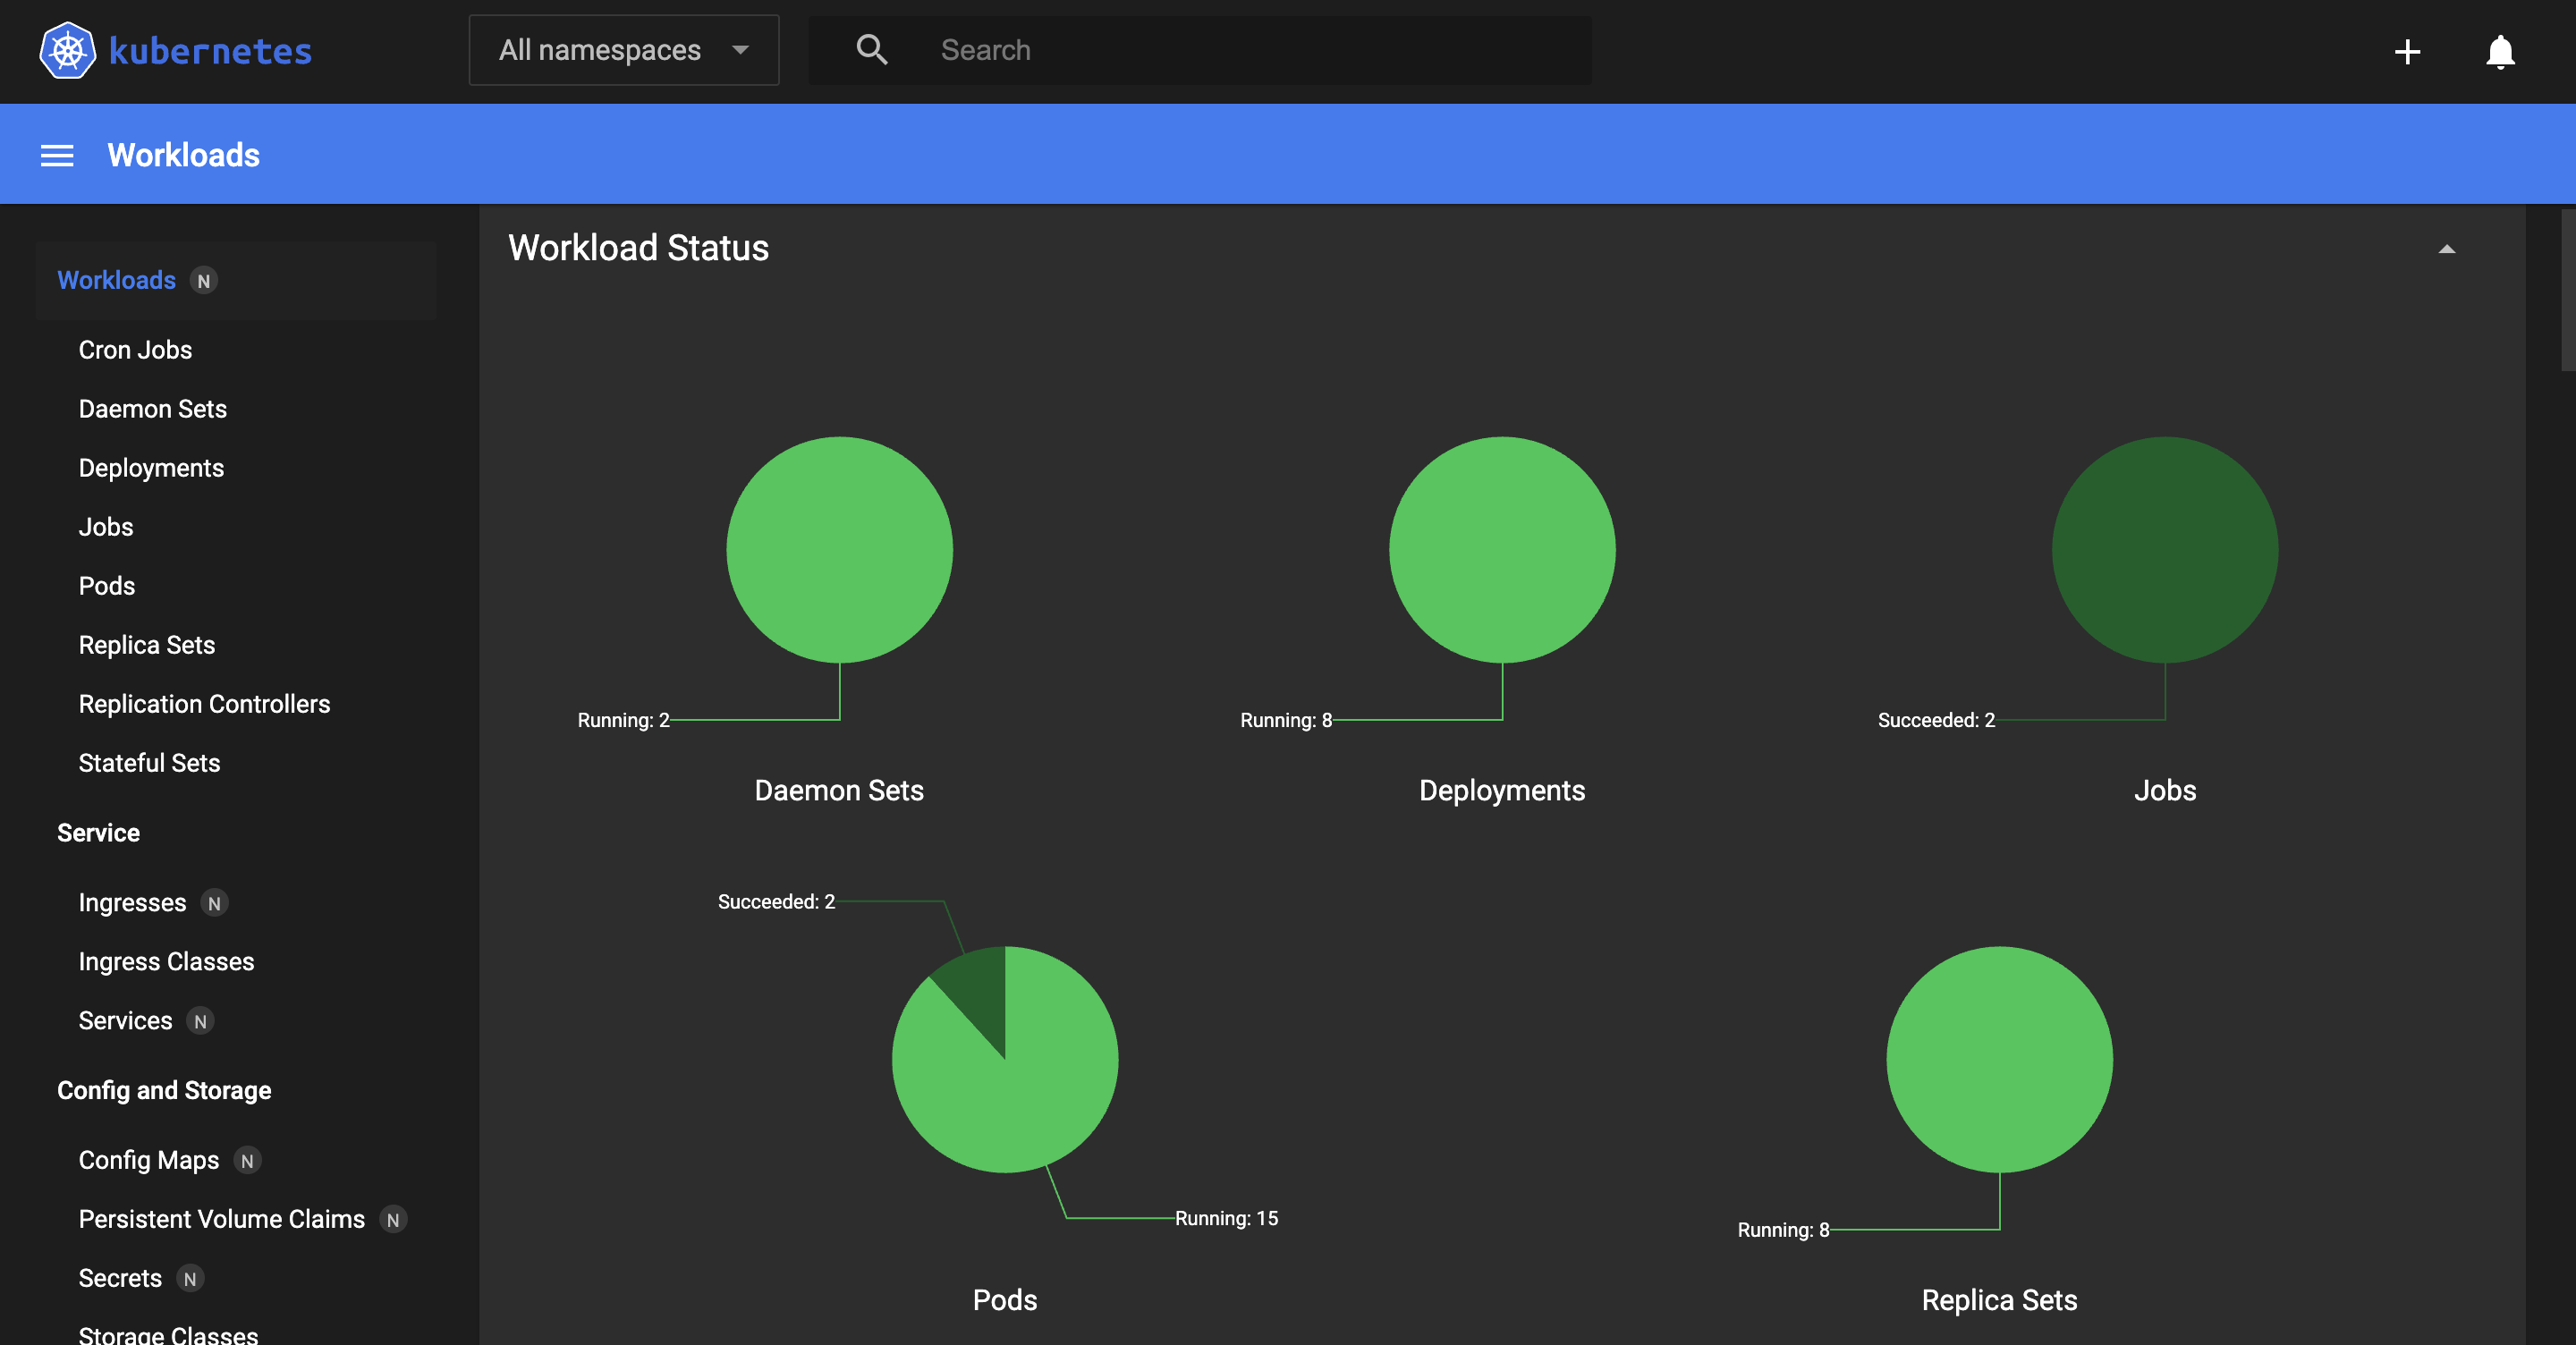 kubernetes
All namespaces
Search
Workloads
Workloads N
Cron Jobs
Daemon Sets
Deployments
Jobs
Pods
Replica Sets
Replication Controllers
Stateful Sets
Service
Ingresses N
Ingress Classes
Services N
Config and Storage
Config Maps N
Persistent Volume Claims N
Secrets N
Storage Classes
Workload Status
Running: 2
Daemon Sets
Running: 8
Deployments
Succeeded: 2
Jobs
Succeeded: 2
Running: 15
Pods
Running: 8
Replica Sets